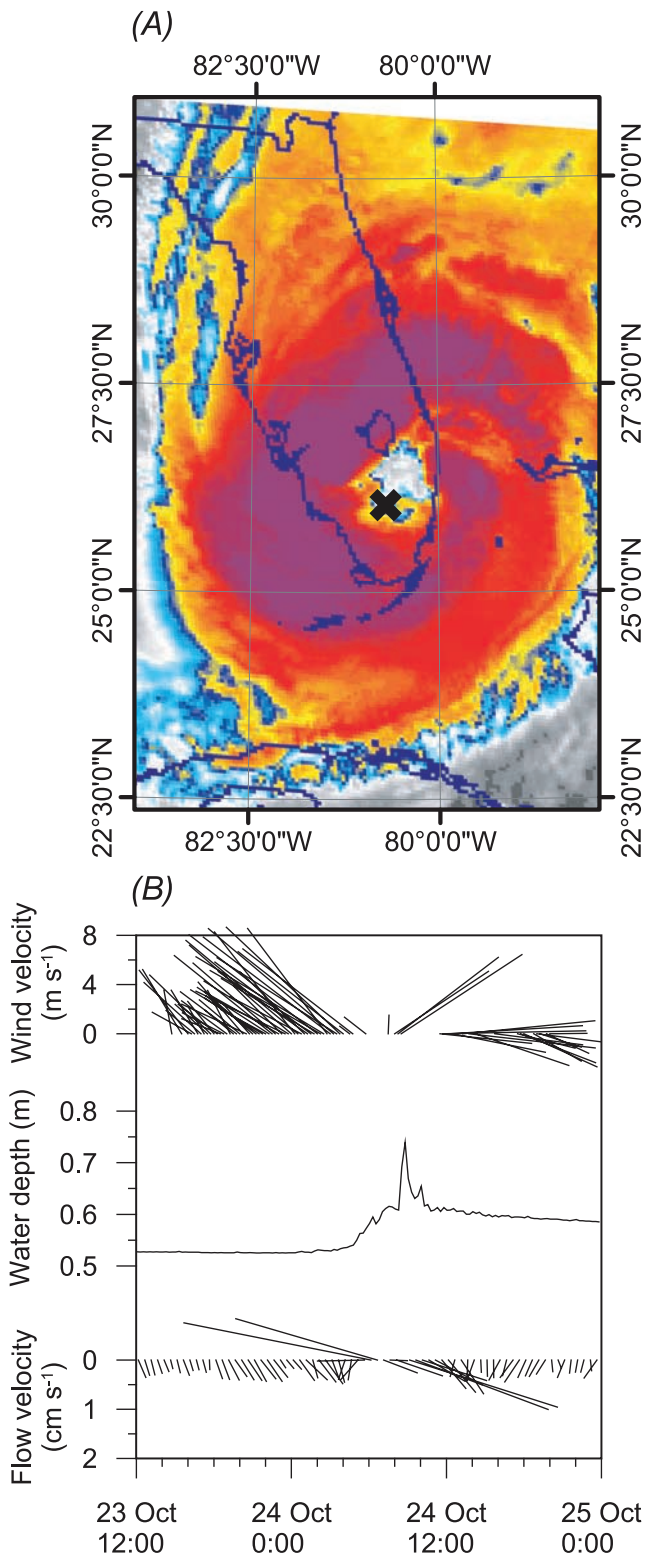 (A)
82°30'0"W 80°0'0"W
30°0'0"N 30°0'0"N
27°30'0"N 27°30'0"N
25°0'0"N 25°0'0"N
22°30'0"N 22°30'0"N
82°30'0"W 80°0'0"W
(B)
Wind velocity
(m s-1)
8
4
0
Water depth (m)
0.8
0.7
0.6
0.5
Flow velocity
(cm s-1)
0
1
2
23 Oct 24 Oct 24 Oct 25 Oct
12:00 0:00 12:00 0:00